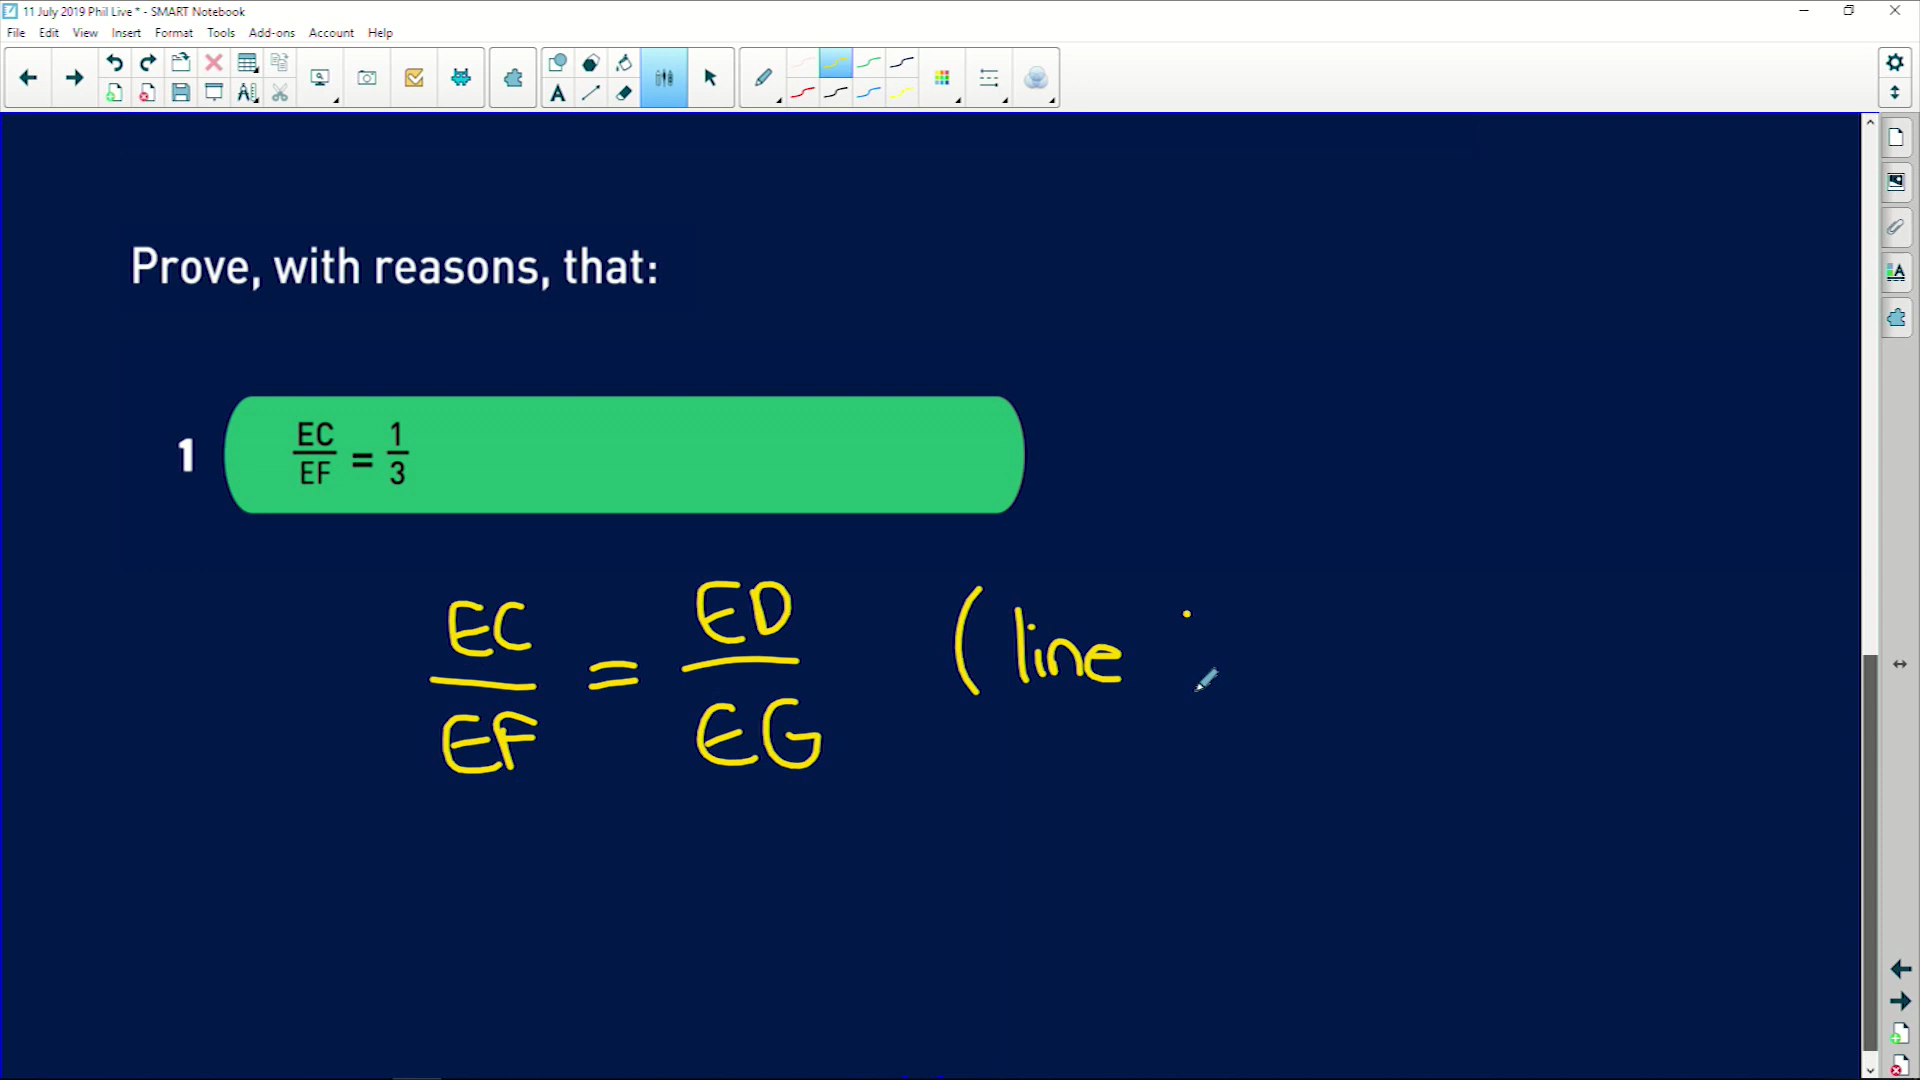 11 July 2019 Phil Live * - SMART Notebook
File Edit View Insert Format Tools Add-ons Account Help
Prove, with reasons, that:
1
EC
EF
=
1
3
EC
EF
=
ED
EG
(line